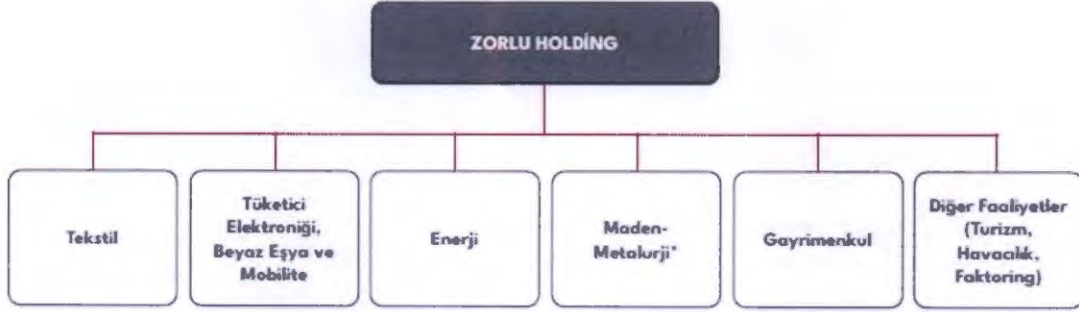 ZORLU HOLDİNG
Tekstil
Tüketici
Elektroniği,
Beyaz Eşya ve
Mobilite
Enerji
Maden-
Metalurji*
Gayrimenkul
Diğer Faaliyetler
(Turizm,
Havacılık,
Faktoring)